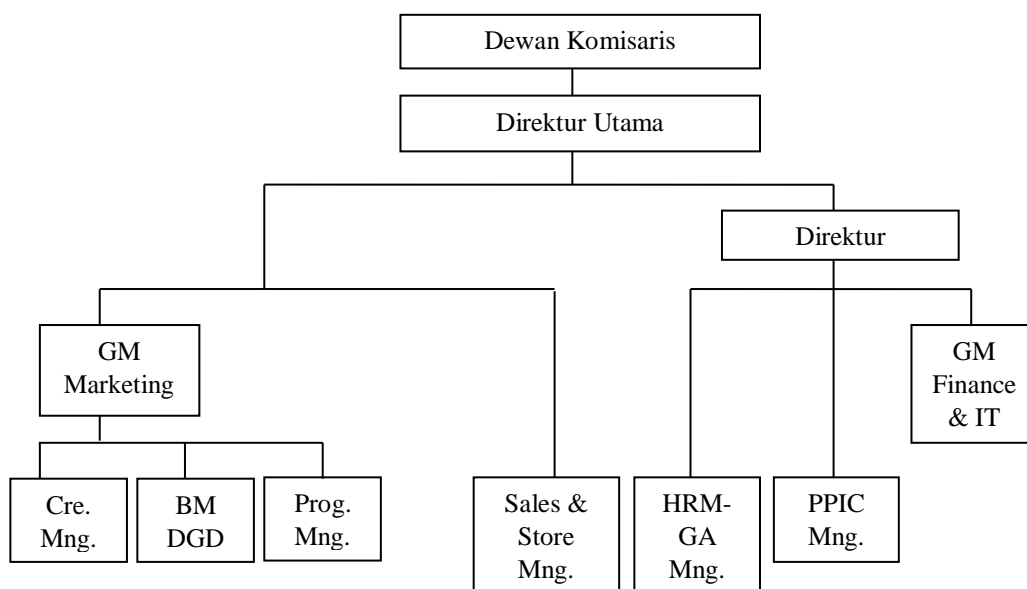 Dewan Komisaris
Direktur Utama
Direktur
GM
Marketing
GM
Finance
& IT
Cre.
Mng.
BM
DGD
Prog.
Mng.
Sales &
Store
Mng.
HRM-
GA
Mng.
PPIC
Mng.